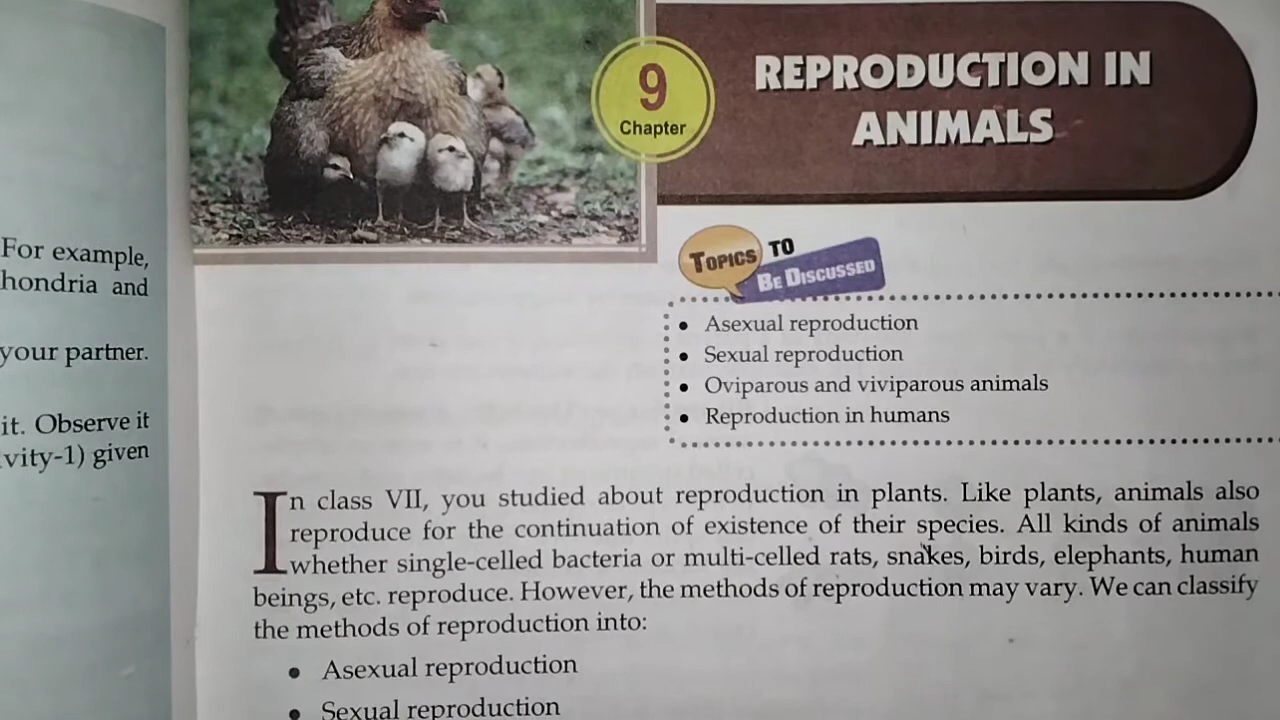 For example,
hondria and
your partner.
it. Observe it
vity-1) given
9
Chapter
REPRODUCTION IN
ANIMALS
TOPICS TO
BE DISCUSSED
• Asexual reproduction
• Sexual reproduction
• Oviparous and viviparous animals
• Reproduction in humans
In class VII, you studied about reproduction in plants. Like plants, animals also
reproduce for the continuation of existence of their species. All kinds of animals
whether single-celled bacteria or multi-celled rats, snakes, birds, elephants, human
beings, etc. reproduce. However, the methods of reproduction may vary. We can classify
the methods of reproduction into:
• Asexual reproduction
• Sexual reproduction